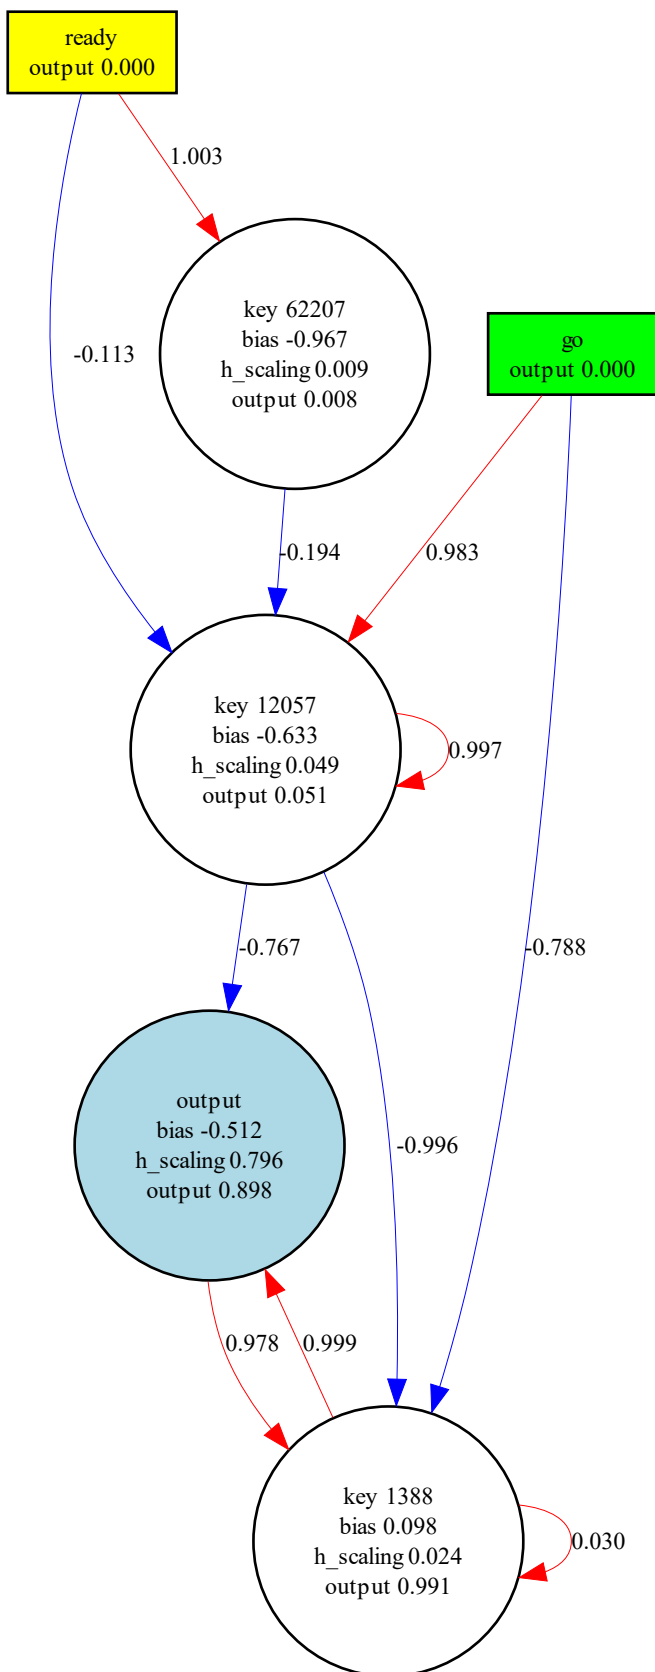 ready
output 0.000
1.003
key 62207
bias -0.967
h_scaling 0.009
output 0.008
go
output 0.000
-0.113
-0.194
0.983
key 12057
bias -0.633
h_scaling 0.049
output 0.051
0.997
-0.767
-0.788
output
bias -0.512
h_scaling 0.796
output 0.898
-0.996
0.978
0.999
key 1388
bias 0.098
h_scaling 0.024
output 0.991
0.030